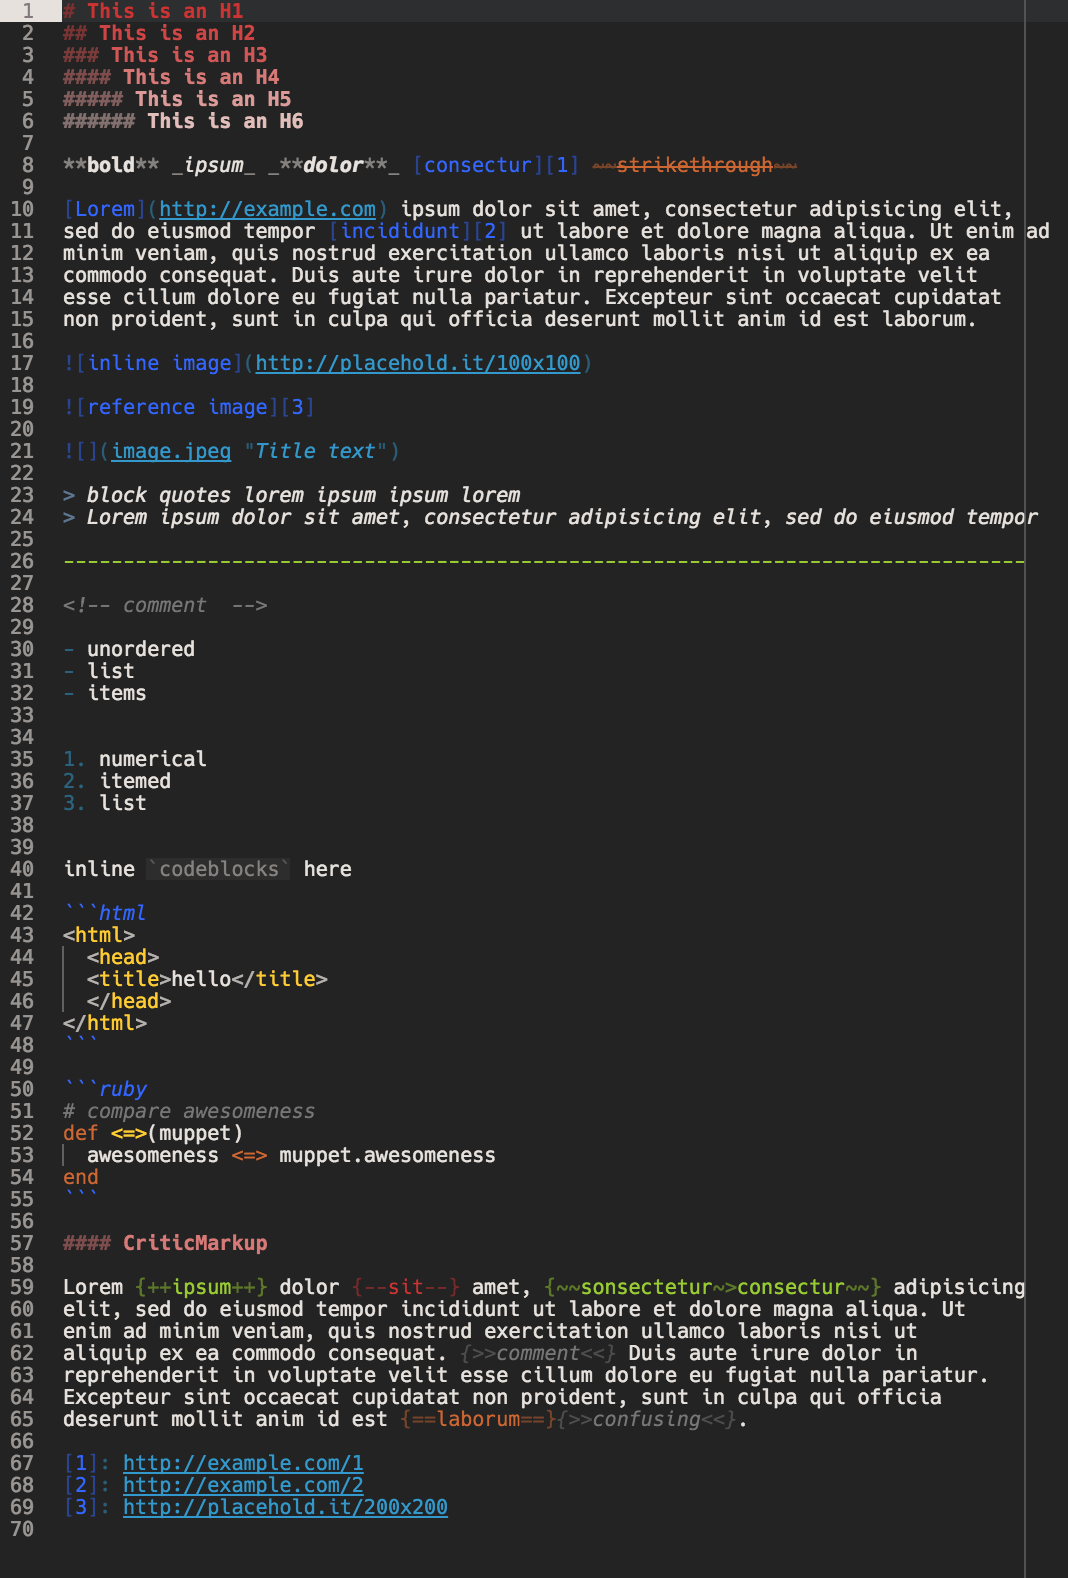 1 # This is an H1
2 ## This is an H2
3 ### This is an H3
4 #### This is an H4
5 ##### This is an H5
6 ###### This is an H6
7
8 **bold** _ipsum_ _**dolor**_ [consectur][1] ~~strikethrough~~
9
10 [Lorem](http://example.com) ipsum dolor sit amet, consectetur adipisicing elit,
11 sed do eiusmod tempor [incididunt][2] ut labore et dolore magna aliqua. Ut enim ad
12 minim veniam, quis nostrud exercitation ullamco laboris nisi ut aliquip ex ea
13 commodo consequat. Duis aute irure dolor in reprehenderit in voluptate velit
14 esse cillum dolore eu fugiat nulla pariatur. Excepteur sint occaecat cupidatat
15 non proident, sunt in culpa qui officia deserunt mollit anim id est laborum.
16
17 ![inline image](http://placehold.it/100x100)
18
19 ![reference image][3]
20
21 ![](image.jpeg "Title text")
22
23 > block quotes lorem ipsum ipsum lorem
24 > Lorem ipsum dolor sit amet, consectetur adipisicing elit, sed do eiusmod tempor
25
26 --------------------------------------------------------------------------------
27
28 <!-- comment  -->
29
30 - unordered
31 - list
32 - items
33
34
35 1. numerical
36 2. itemed
37 3. list
38
39
40 inline `codeblocks` here
41
42 ```html
43 <html>
44   <head>
45   <title>hello</title>
46   </head>
47 </html>
48 ```
49
50 ```ruby
51 # compare awesomeness
52 def <=>(muppet)
53   awesomeness <=> muppet.awesomeness
54 end
55 ```
56
57 #### CriticMarkup
58
59 Lorem {++ipsum++} dolor {--sit--} amet, {~~sonsectetur~>consectur~~} adipisicing
60 elit, sed do eiusmod tempor incididunt ut labore et dolore magna aliqua. Ut
61 enim ad minim veniam, quis nostrud exercitation ullamco laboris nisi ut
62 aliquip ex ea commodo consequat. {>>comment<<} Duis aute irure dolor in
63 reprehenderit in voluptate velit esse cillum dolore eu fugiat nulla pariatur.
64 Excepteur sint occaecat cupidatat non proident, sunt in culpa qui officia
65 deserunt mollit anim id est {==laborum==}{>>confusing<<}.
66
67 [1]: http://example.com/1
68 [2]: http://example.com/2
69 [3]: http://placehold.it/200x200
70